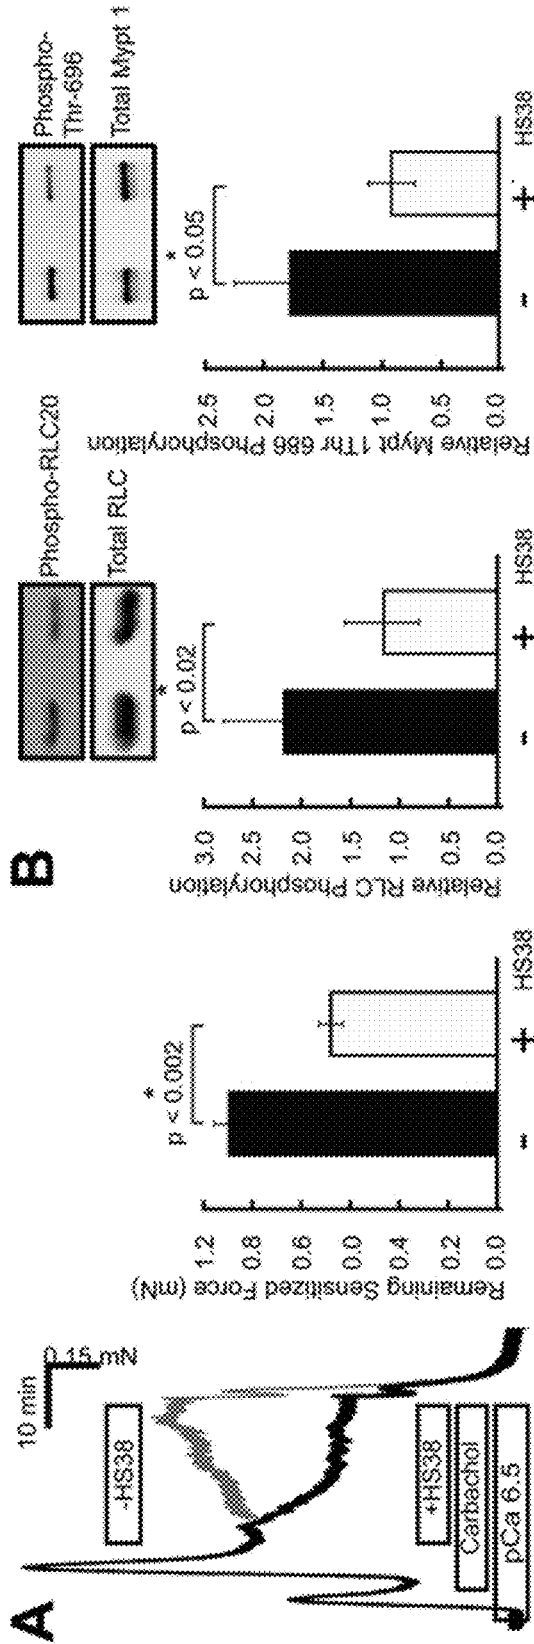 A
10 min
0.15 mN
-HS38
+HS38
Carbachol
pCa 6.5
Remaining Sensitized Force (mN)
1.2
0.8
0.6
0.0
0.4
0.2
0.0
*
p < 0.002
- + HS38
B
Phospho-RLC20
Total RLC
Relative RLC Phosphorylation
3.0
2.5
2.0
1.5
1.0
0.5
0.0
*
p < 0.02
- + HS38
Phospho-
Thr-696
Total Mypt 1
Relative Mypt 1Thr 686 Phosphorylation
2.5
2.0
1.5
1.0
0.5
0.0
*
p < 0.05
- + HS38